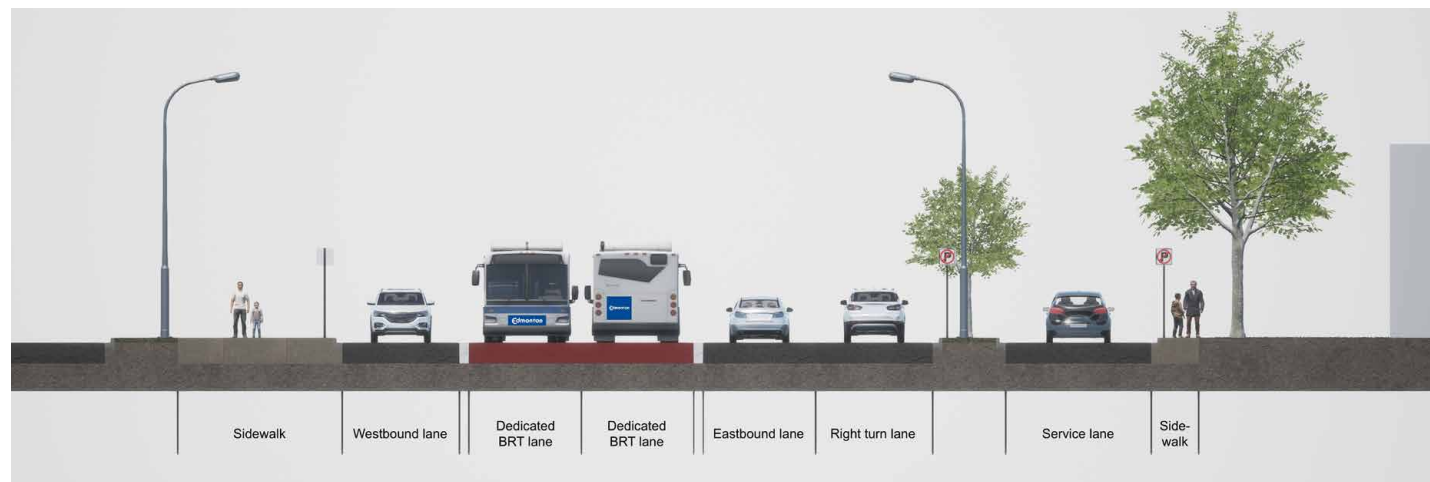 P
P
Edmonton
Edmonton
Sidewalk
Westbound lane
Dedicated
BRT lane
Dedicated
BRT lane
Eastbound lane
Right turn lane
Service lane
Side-
walk